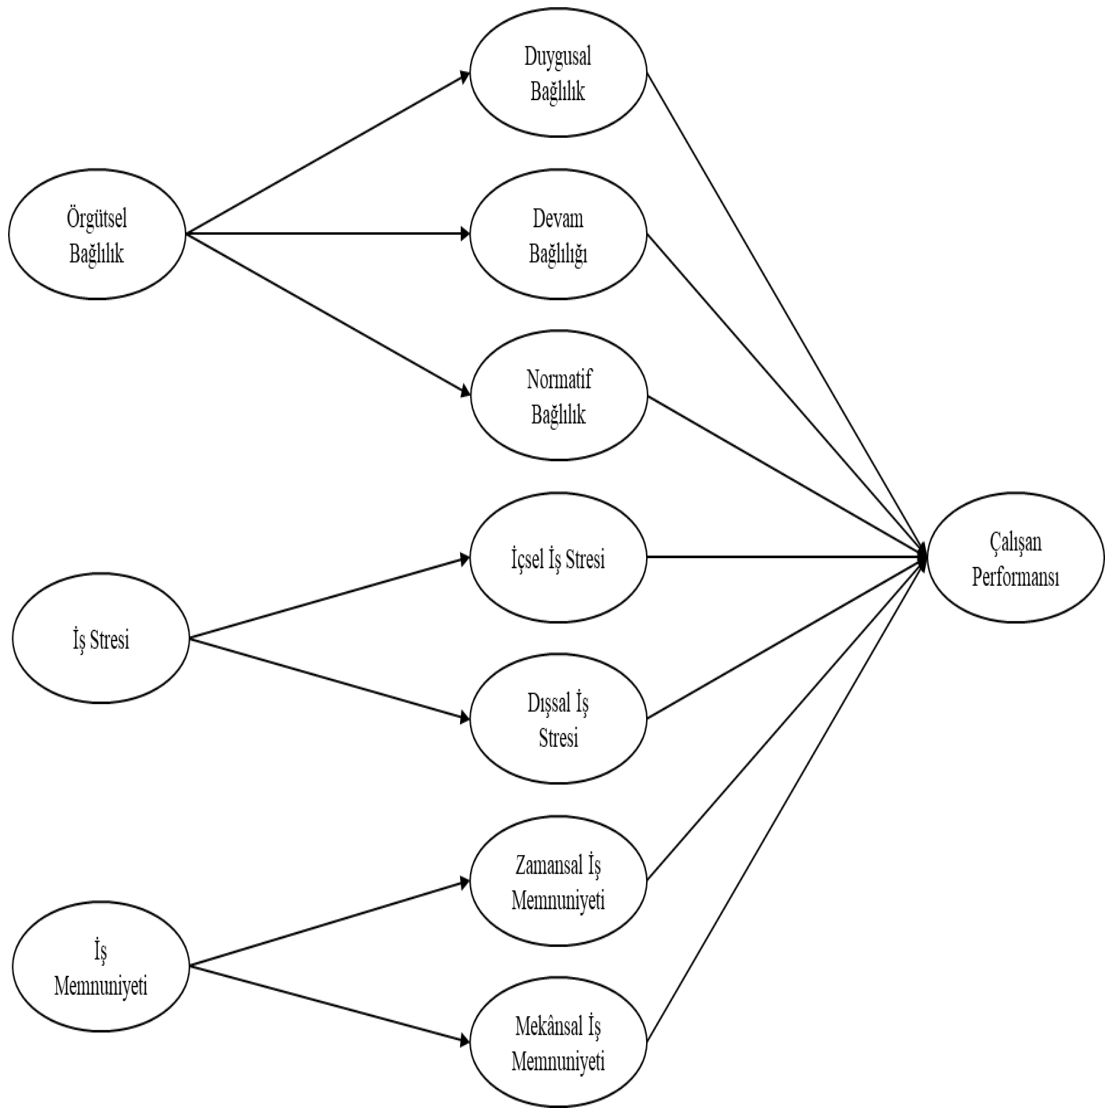 Duygusal
Bağlılık
Örgütsel
Bağlılık
Devam
Bağlılığı
Normatif
Bağlılık
İçsel İş Stresi
Çalışan
Performansı
İş Stresi
Dışsal İş
Stresi
Zamansal İş
Memnuniyeti
İş
Memnuniyeti
Mekânsal İş
Memnuniyeti